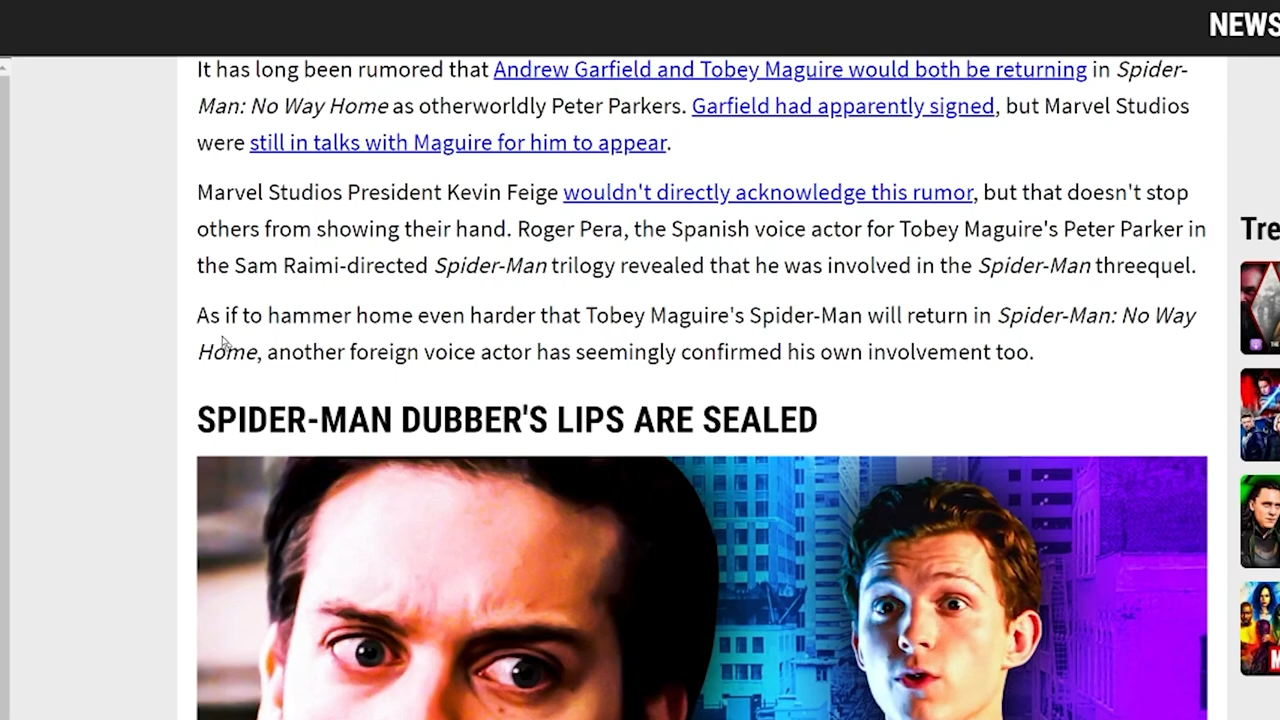 NEWS
It has long been rumored that Andrew Garfield and Tobey Maguire would both be returning in Spider-
Man: No Way Home as otherworldly Peter Parkers. Garfield had apparently signed, but Marvel Studios
were still in talks with Maguire for him to appear.
Marvel Studios President Kevin Feige wouldn't directly acknowledge this rumor, but that doesn't stop
others from showing their hand. Roger Pera, the Spanish voice actor for Tobey Maguire's Peter Parker in
the Sam Raimi-directed Spider-Man trilogy revealed that he was involved in the Spider-Man threequel.
As if to hammer home even harder that Tobey Maguire's Spider-Man will return in Spider-Man: No Way
Home, another foreign voice actor has seemingly confirmed his own involvement too.
SPIDER-MAN DUBBER'S LIPS ARE SEALED
Tre